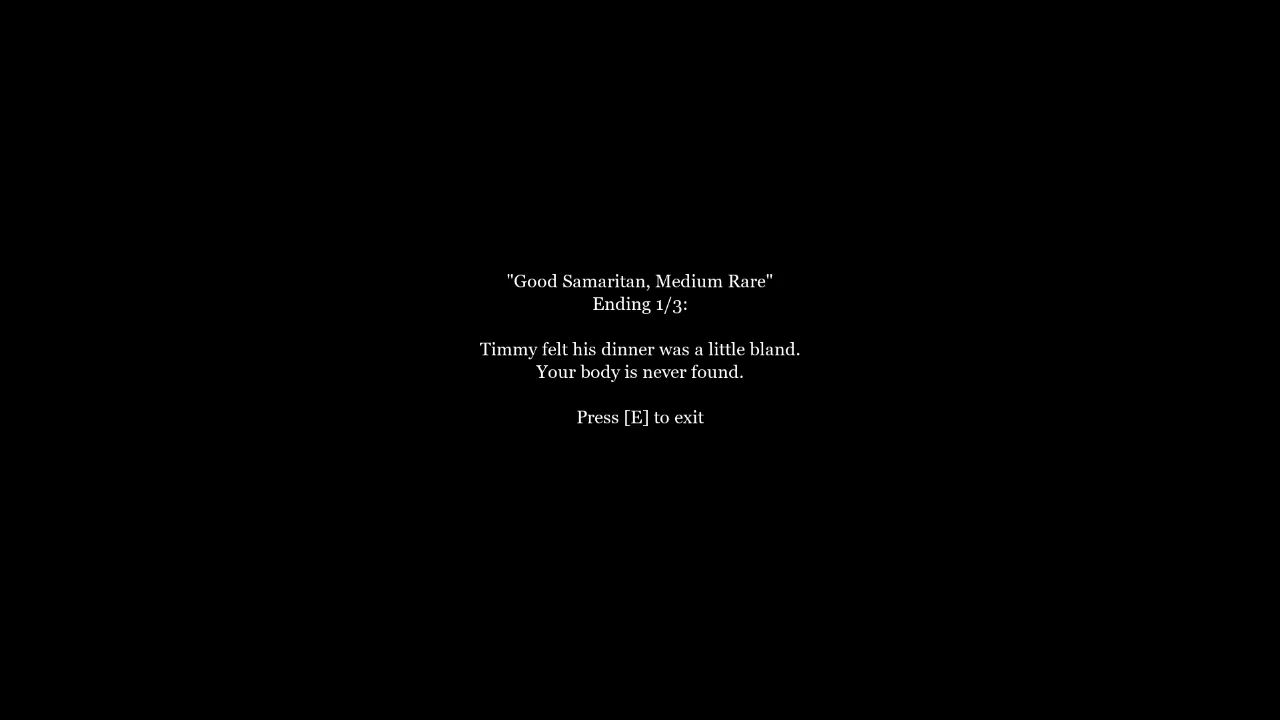 "Good Samaritan, Medium Rare"
Ending 1/3:
Timmy felt his dinner was a little bland.
Your body is never found.
Press [E] to exit